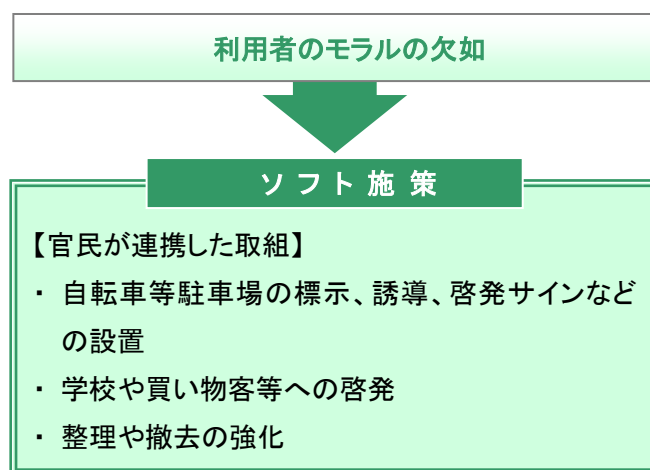 利用者のモラルの欠如
ソフト施策
【官民が連携した取組】
・ 自転車等駐車場の標示、誘導、啓発サインなど
の設置
・ 学校や買い物客等への啓発
・ 整理や撤去の強化